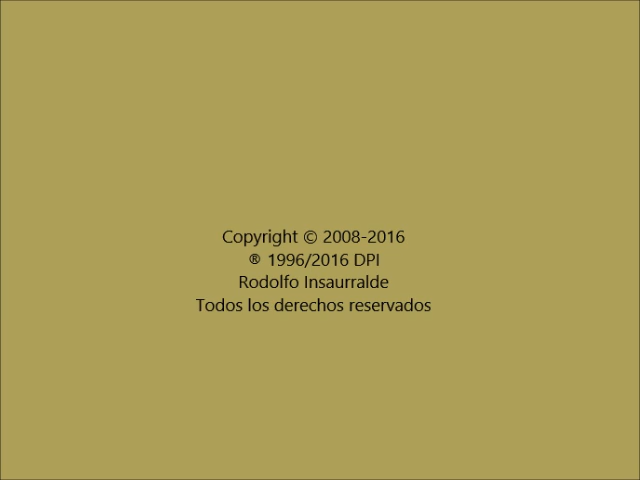 Copyright © 2008-2016
® 1996/2016 DPI
Rodolfo Insaurralde
Todos los derechos reservados